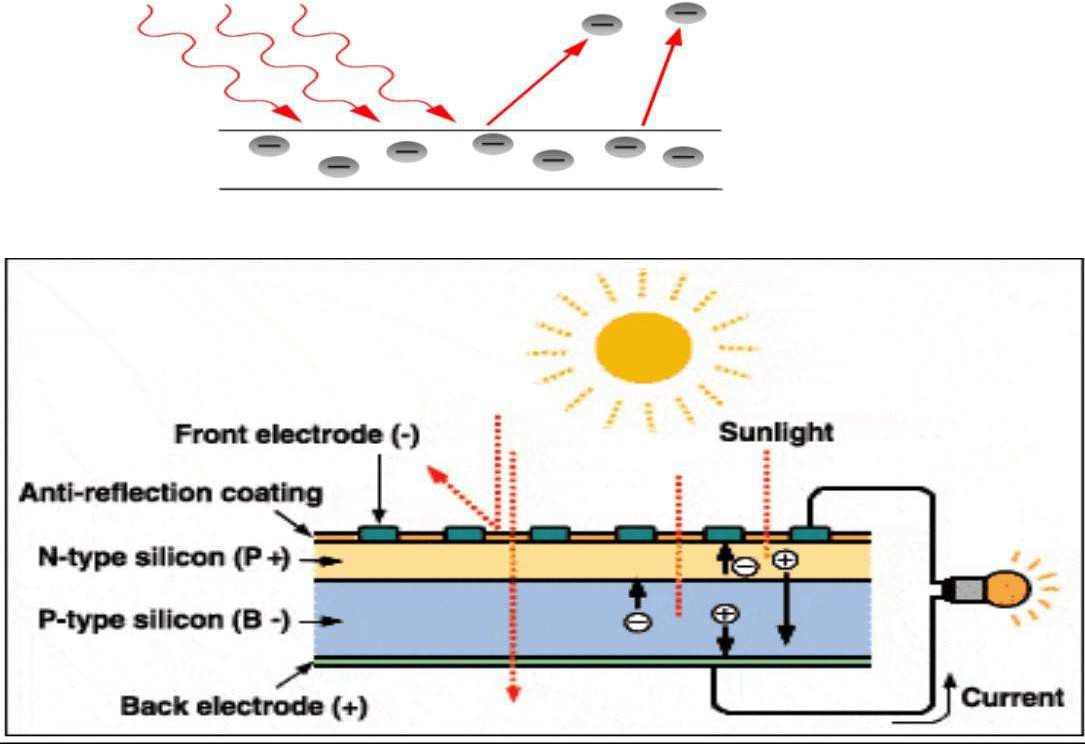 Front electrode (-)
Sunlight
Anti-reflection coating
N-type silicon (P+)
P-type silicon (B -)
Back electrode (+)
Current